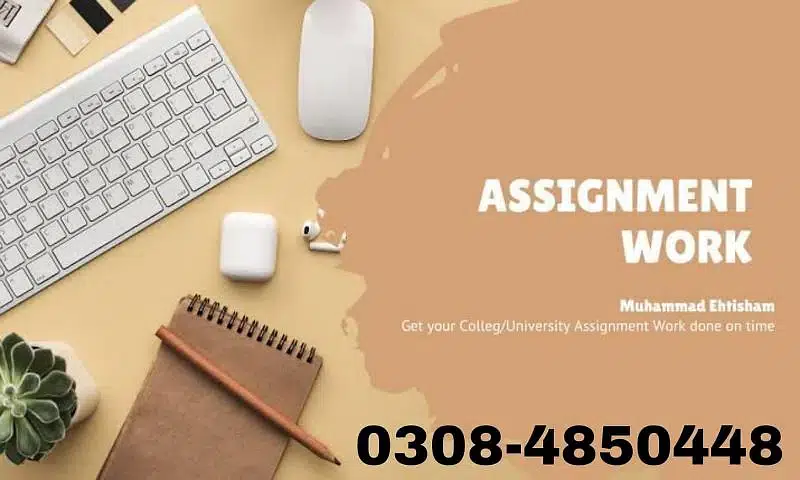 ASSIGNMENT
WORK
Muhammad Ehtisham
Get your Colleg/University Assignment Work done on time
0308-4850448